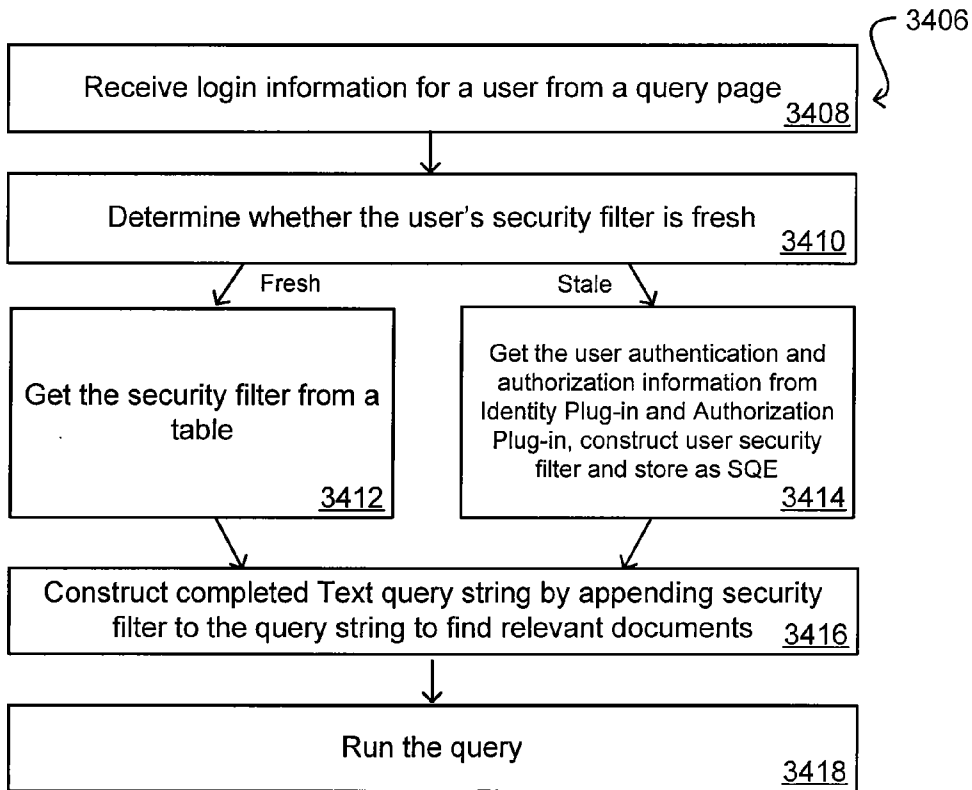 3406
Receive login information for a user from a query page
3408
Determine whether the user's security filter is fresh
3410
Fresh
Stale
Get the security filter from a
table
3412
Get the user authentication and
authorization information from
Identity Plug-in and Authorization
Plug-in, construct user security
filter and store as SQE
3414
Construct completed Text query string by appending security
filter to the query string to find relevant documents
3416
Run the query
3418